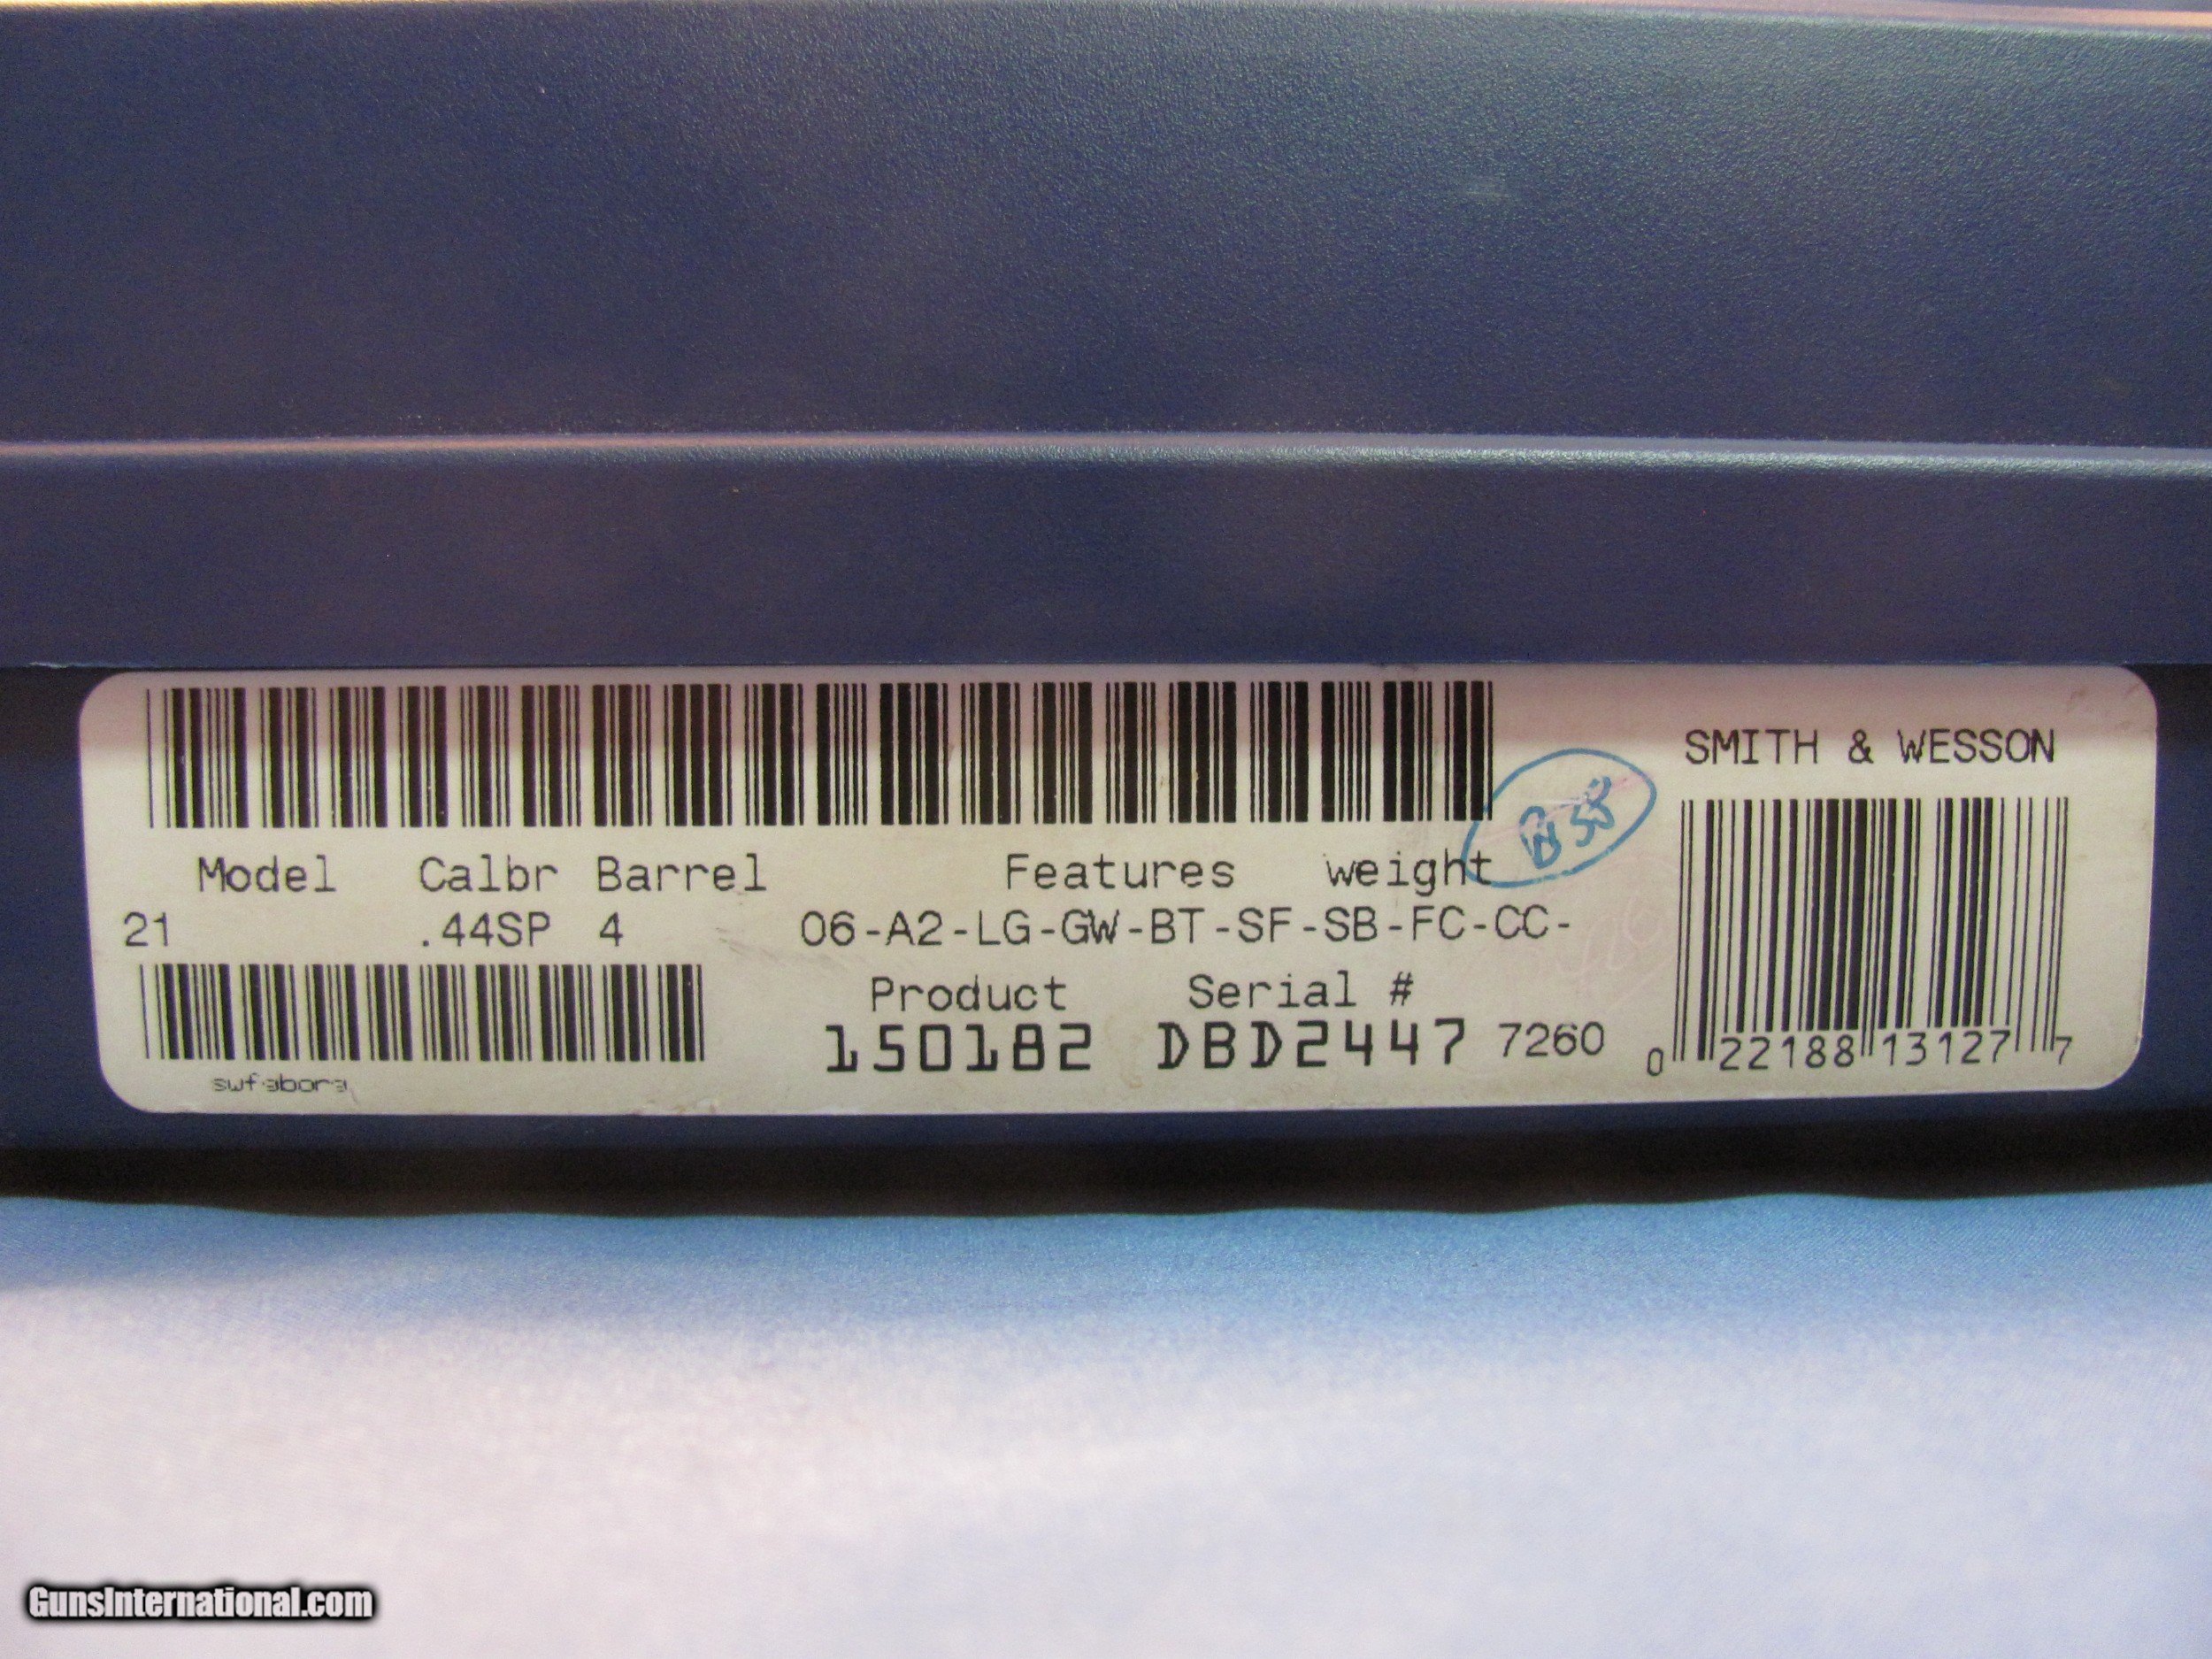 SMITH & WESSON
Model Calbr Barrel Features weight
21 .44SP 4 06-A2-LG-GW-BT-SF-SB-FC-CC-
Product Serial #
150182 DBD2447 7260
0 22188 13127 7
GunsInternational.com